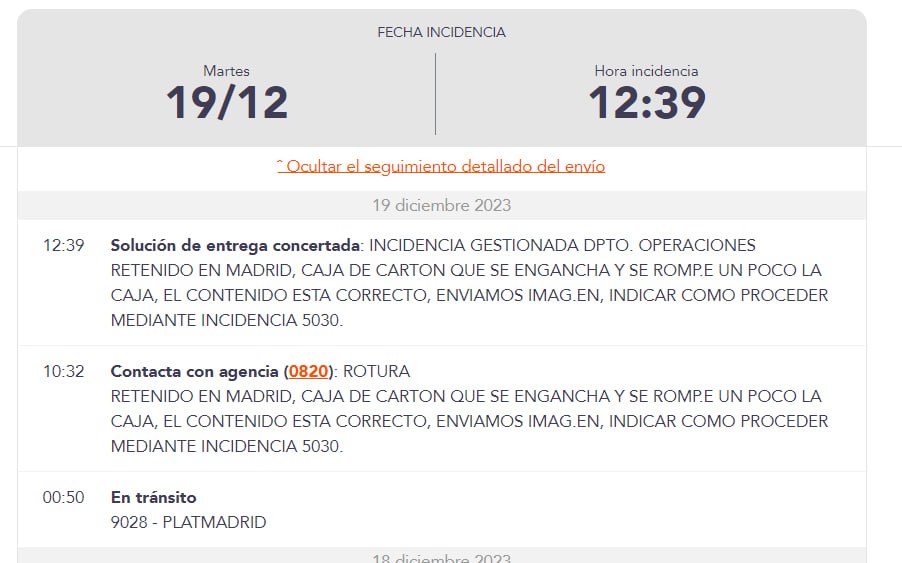 FECHA INCIDENCIA
Martes
19/12
Hora incidencia
12:39
ˆ Ocultar el seguimiento detallado del envío
19 diciembre 2023
12:39 Solución de entrega concertada: INCIDENCIA GESTIONADA DPTO. OPERACIONES
RETENIDO EN MADRID, CAJA DE CARTON QUE SE ENGANCHA Y SE ROMP.E UN POCO LA
CAJA, EL CONTENIDO ESTA CORRECTO, ENVIAMOS IMAG.EN, INDICAR COMO PROCEDER
MEDIANTE INCIDENCIA 5030.
10:32 Contacta con agencia (0820): ROTURA
RETENIDO EN MADRID, CAJA DE CARTON QUE SE ENGANCHA Y SE ROMP.E UN POCO LA
CAJA, EL CONTENIDO ESTA CORRECTO, ENVIAMOS IMAG.EN, INDICAR COMO PROCEDER
MEDIANTE INCIDENCIA 5030.
00:50 En tránsito
9028 - PLATMADRID
18 diciembre 2023